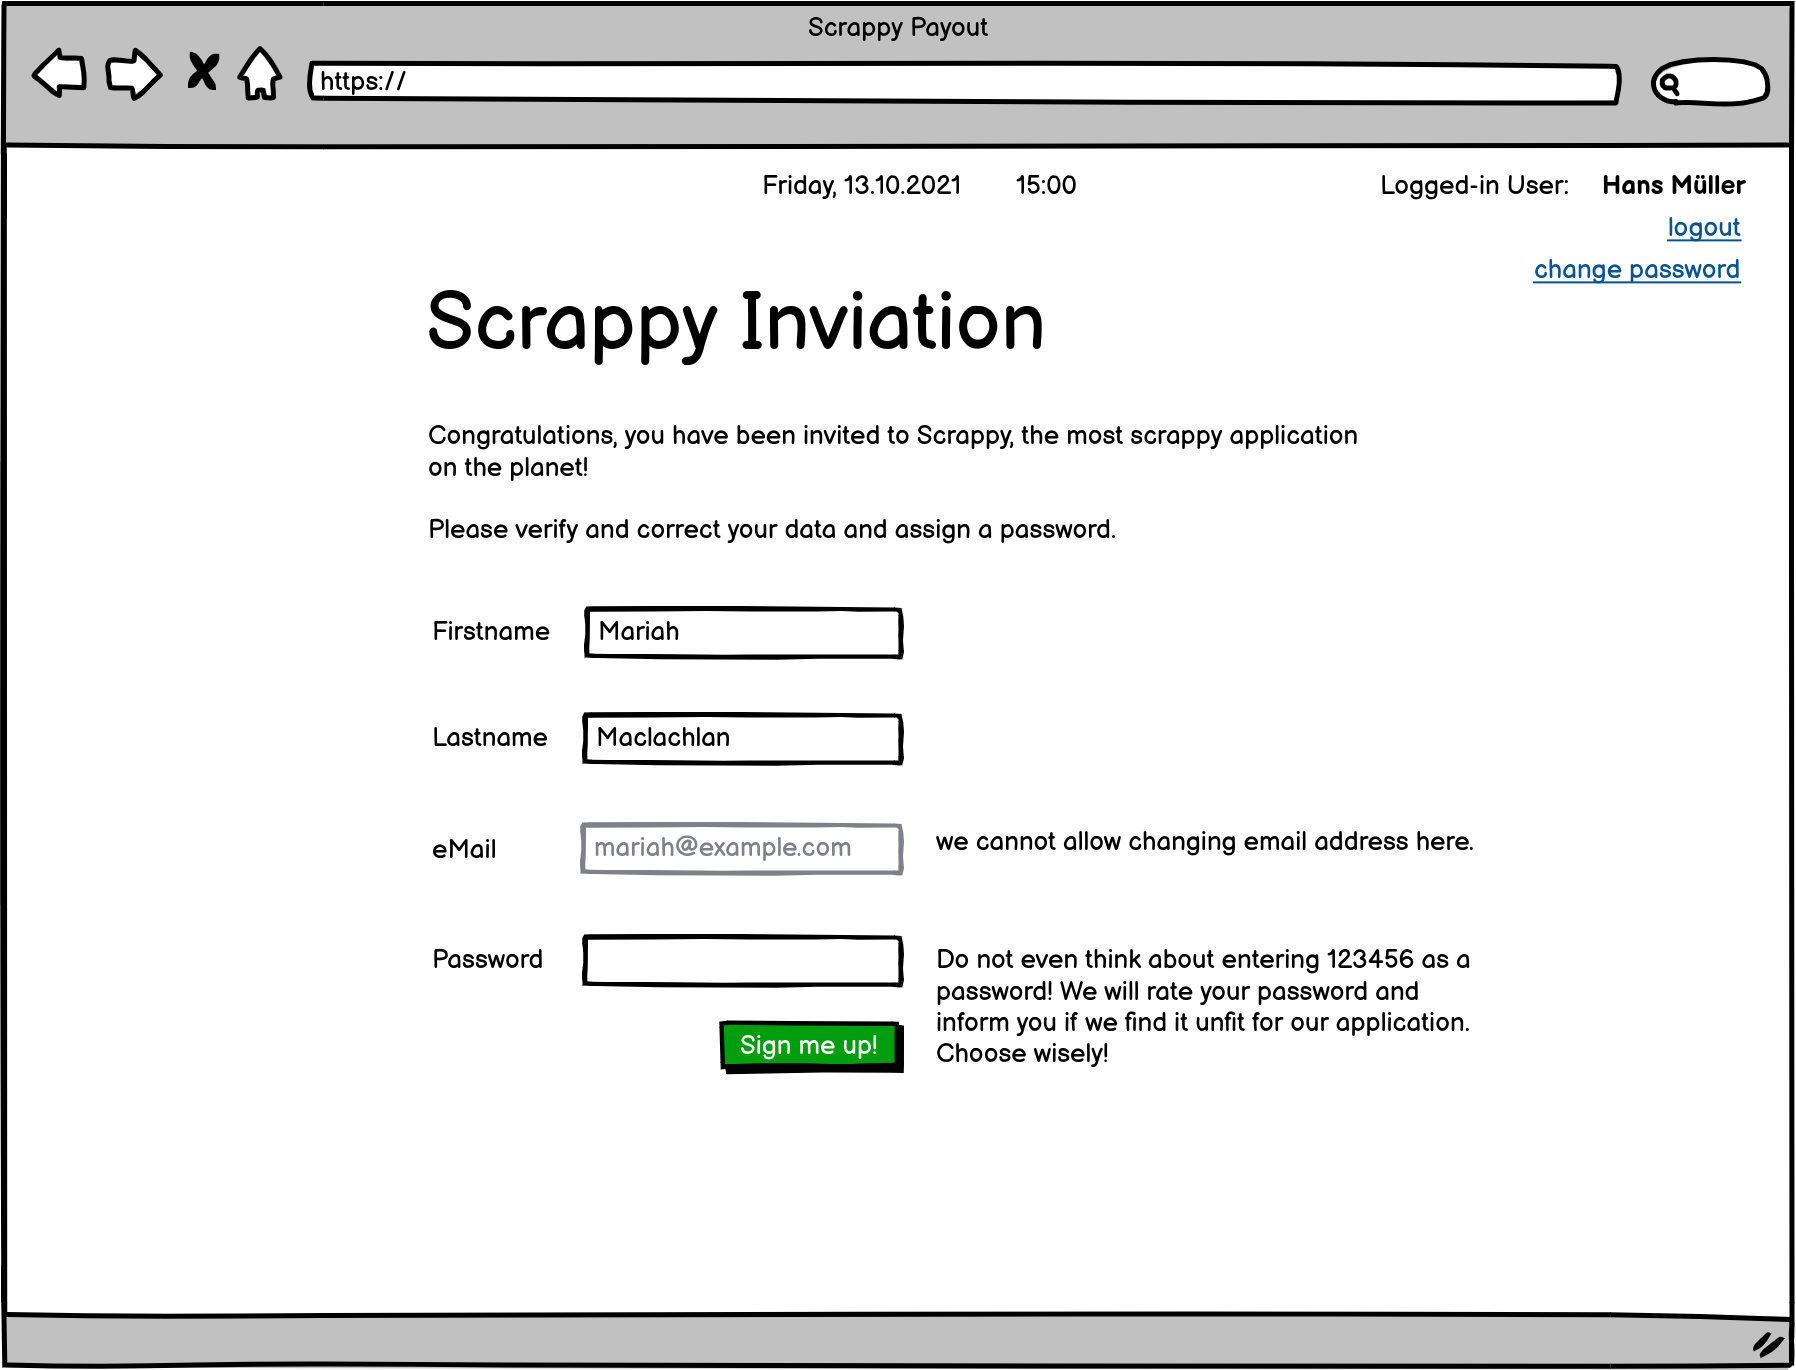 Scrappy Payout
https://
Friday, 13.10.2021 15:00 Logged-in User: Hans Müller
logout
change password
Scrappy Inviation
Congratulations, you have been invited to Scrappy, the most scrappy application
on the planet!
Please verify and correct your data and assign a password.
Firstname Mariah
Lastname Maclachlan
eMail mariah@example.com we cannot allow changing email address here.
Password
Do not even think about entering 123456 as a
password! We will rate your password and
inform you if we find it unfit for our application.
Choose wisely!
Sign me up!